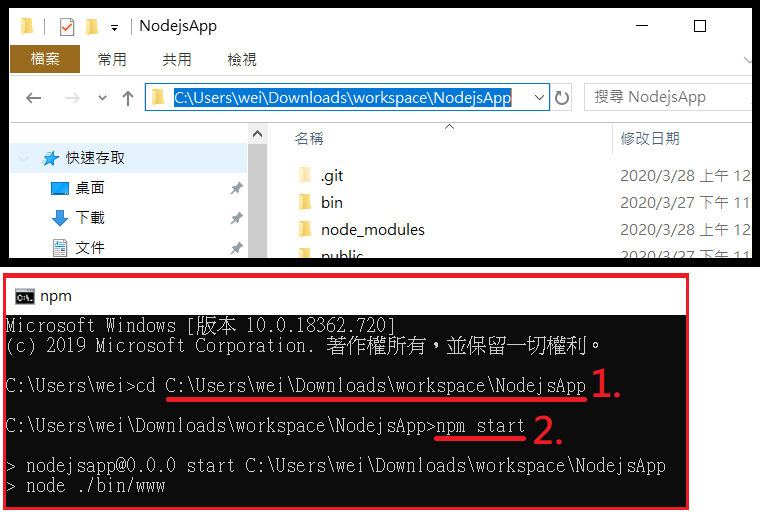 NodejsApp
檔案 常用 共用 檢視
C:\Users\wei\Downloads\workspace\NodejsApp 搜尋 NodejsApp
名稱 修改日期
快速存取
桌面
下載
文件
.git 2020/3/28 上午 12
bin 2020/3/27 下午 11
node_modules 2020/3/28 上午 12
public 2020/3/27 下午 11
npm
Microsoft Windows [版本 10.0.18362.720]
(c) 2019 Microsoft Corporation. 著作權所有，並保留一切權利。
C:\Users\wei>cd C:\Users\wei\Downloads\workspace\NodejsApp 1.
C:\Users\wei\Downloads\workspace\NodejsApp>npm start 2.
> nodejsapp@0.0.0 start C:\Users\wei\Downloads\workspace\NodejsApp
> node ./bin/www